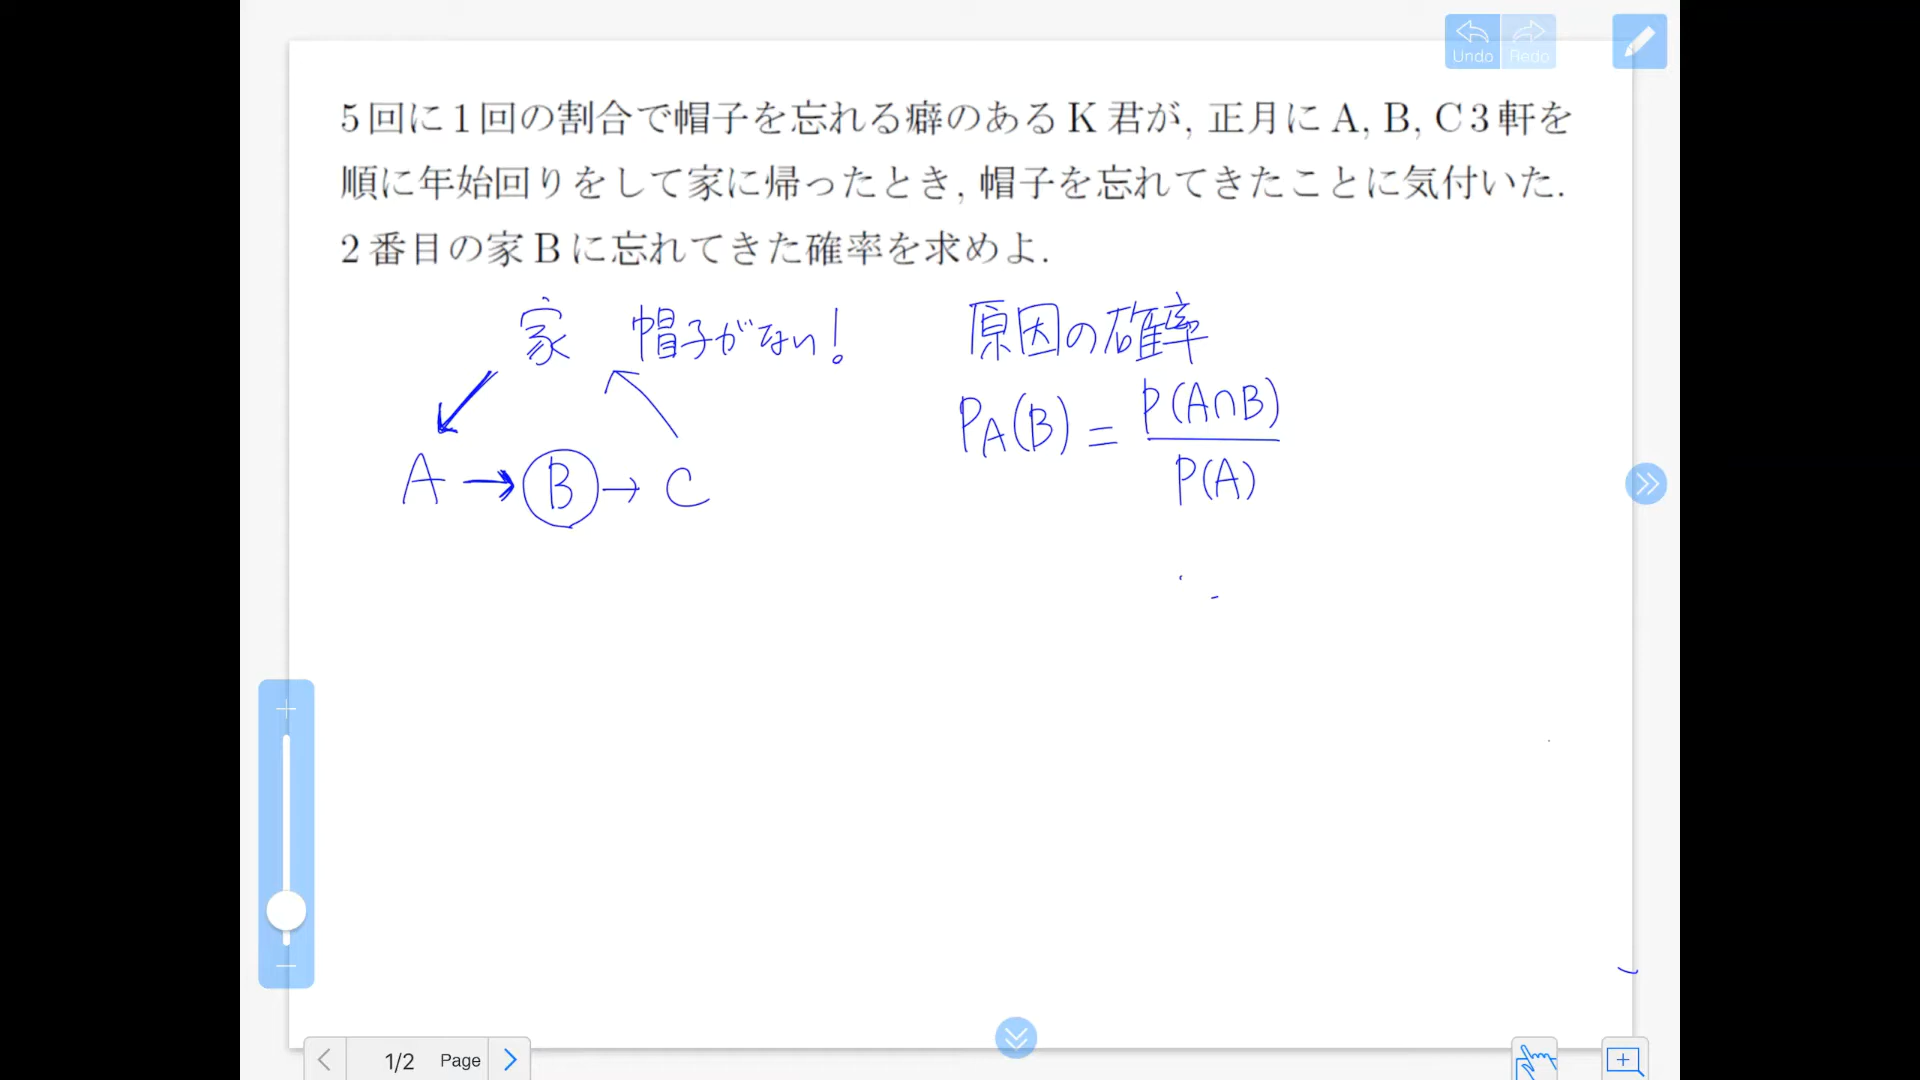 Undo Redo
5回に1回の割合で帽子を忘れる癖のあるK君が, 正月にA, B, C3軒を
順に年始回りをして家に帰ったとき, 帽子を忘れてきたことに気付いた.
2番目の家Bに忘れてきた確率を求めよ.
家 帽子がない!
A → B → C
原因の確率
P_A(B) = P(A∩B) / P(A)
1/2 Page